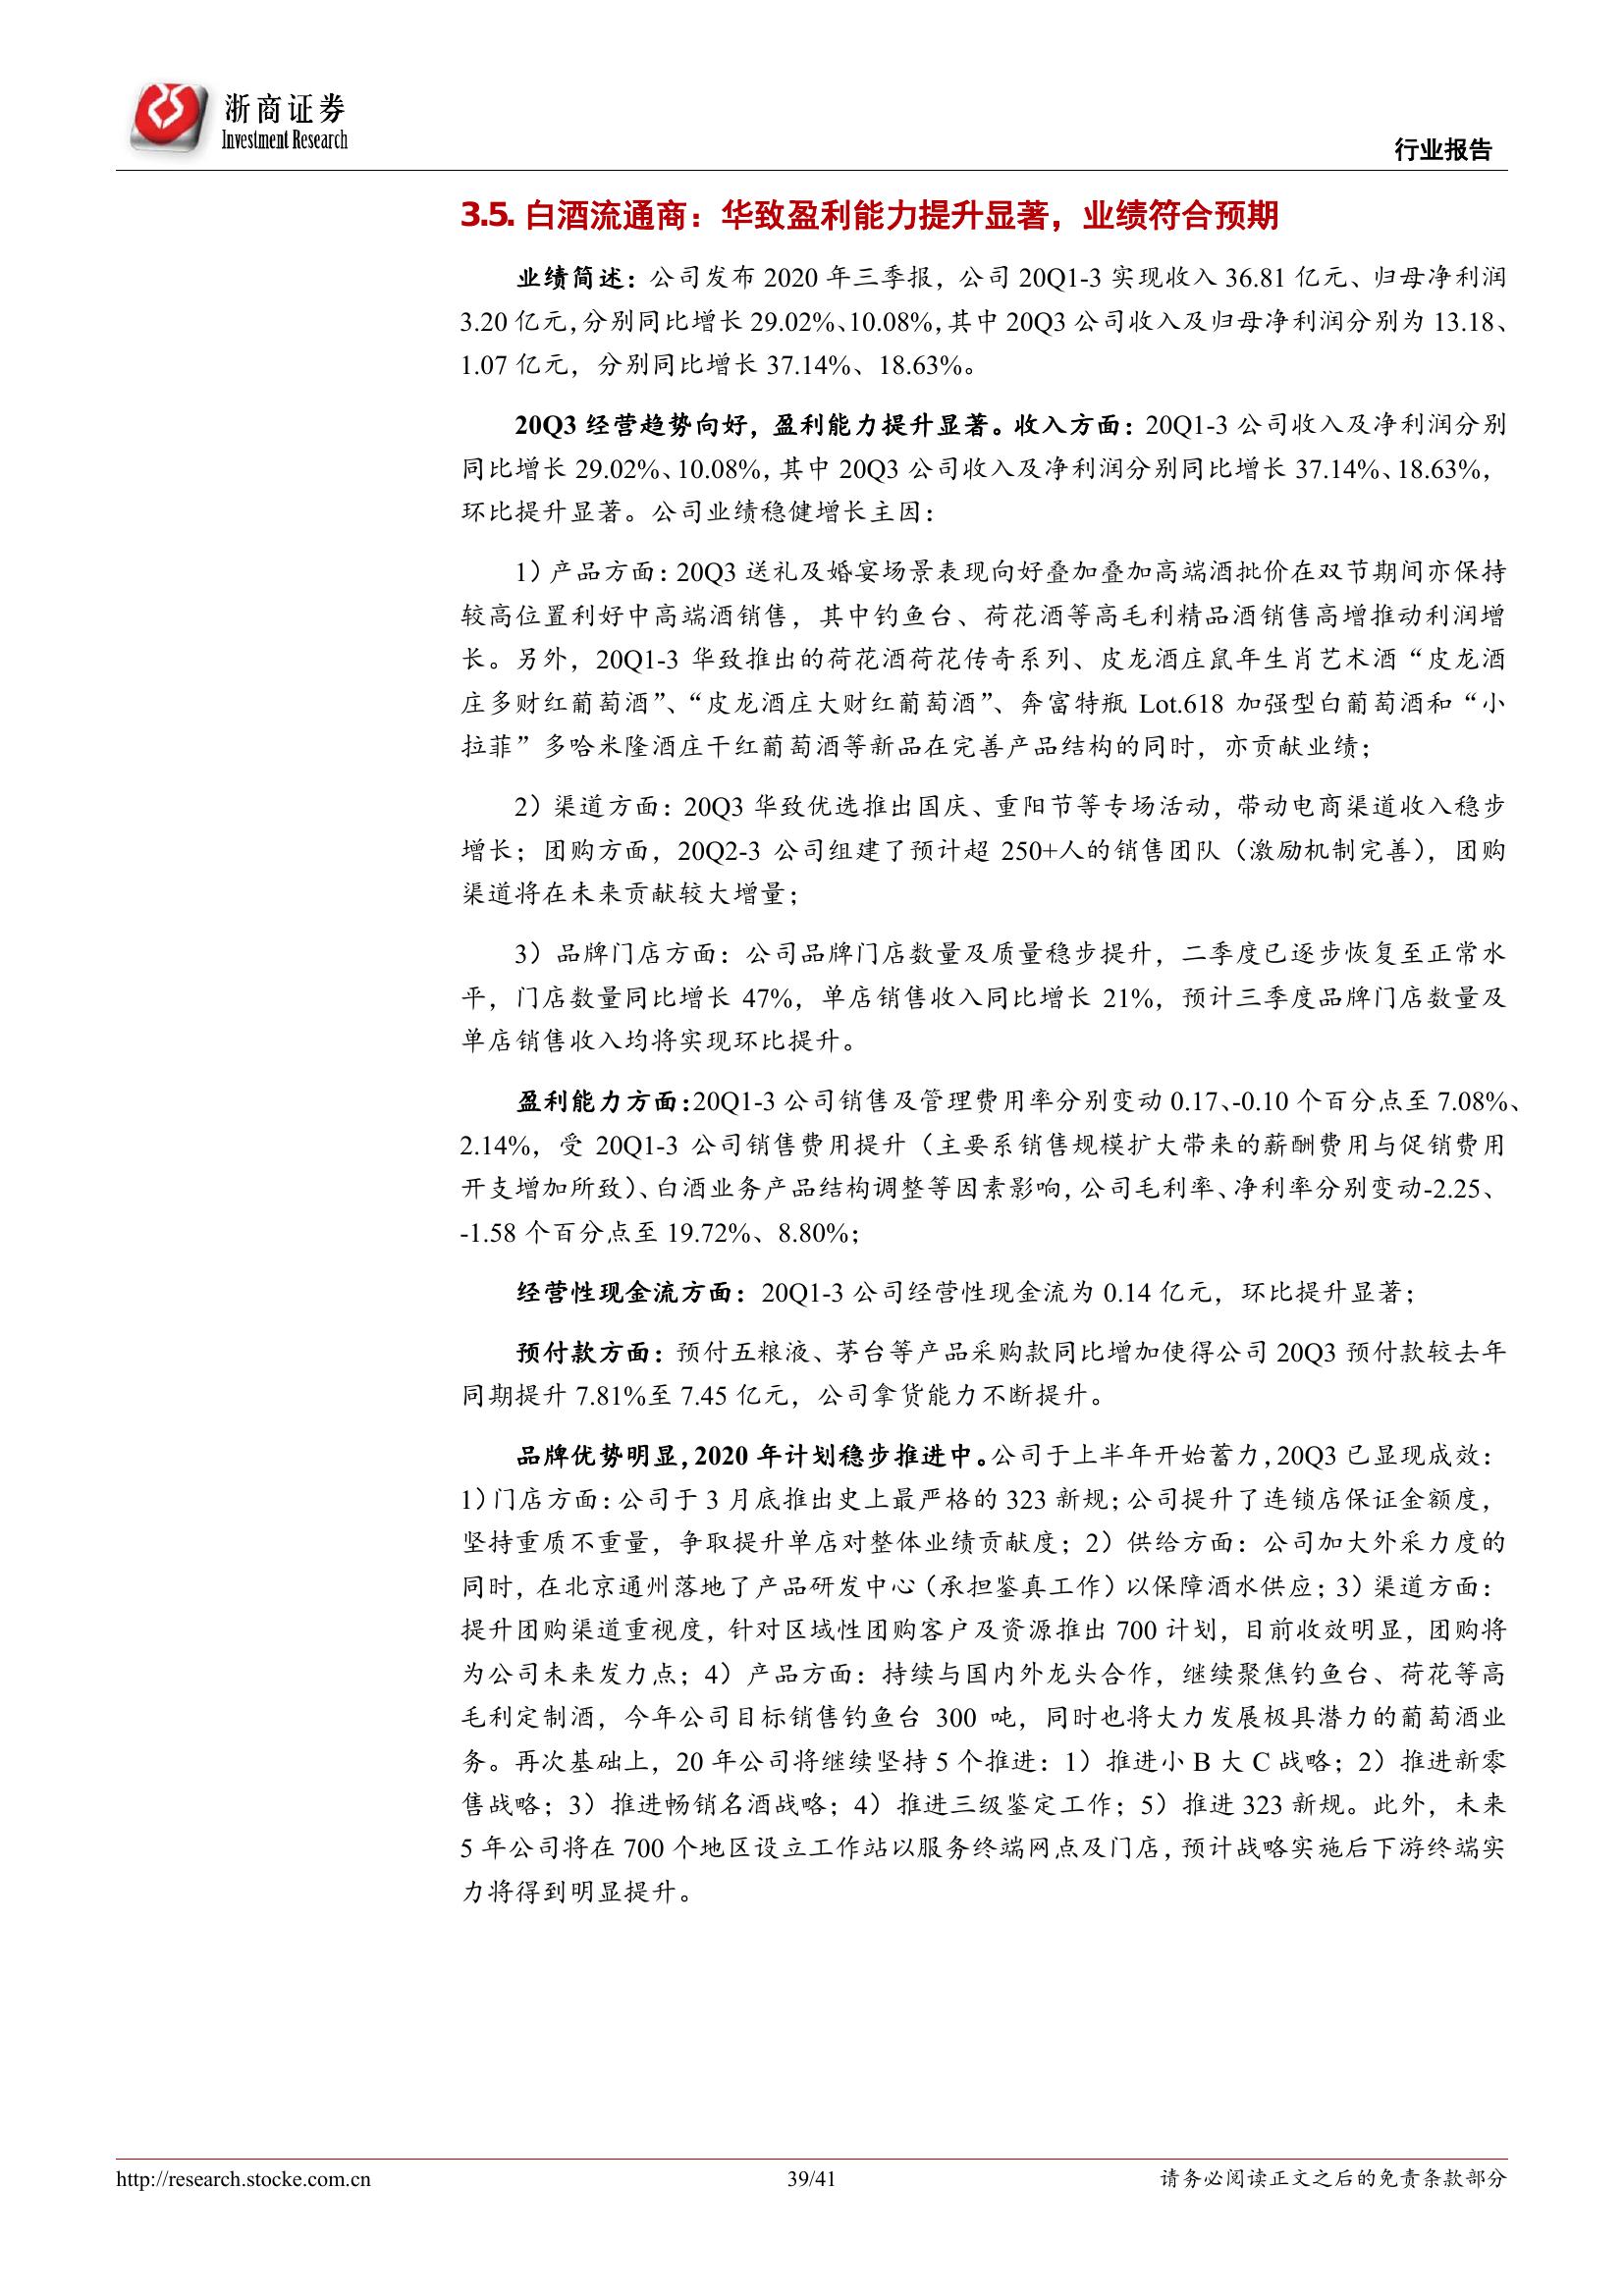 浙商证券
Investment Research
行业报告
3.5. 白酒流通商：华致盈利能力提升显著，业绩符合预期
业绩简述：公司发布 2020 年三季报，公司 20Q1-3 实现收入 36.81 亿元、归母净利润
3.20 亿元，分别同比增长 29.02%、10.08%，其中 20Q3 公司收入及归母净利润分别为 13.18、
1.07 亿元，分别同比增长 37.14%、18.63%。
20Q3 经营趋势向好，盈利能力提升显著。收入方面：20Q1-3 公司收入及净利润分别
同比增长 29.02%、10.08%，其中 20Q3 公司收入及净利润分别同比增长 37.14%、18.63%，
环比提升显著。公司业绩稳健增长主因：
1）产品方面：20Q3 送礼及婚宴场景表现向好叠加叠加高端酒批价在双节期间亦保持
较高位置利好中高端酒销售，其中钓鱼台、荷花酒等高毛利精品酒销售高增推动利润增
长。另外，20Q1-3 华致推出的荷花酒荷花传奇系列、皮龙酒庄鼠年生肖艺术酒“皮龙酒
庄多财红葡萄酒”、“皮龙酒庄大财红葡萄酒”、奔富特瓶 Lot.618 加强型白葡萄酒和“小
拉菲”多哈米隆酒庄干红葡萄酒等新品在完善产品结构的同时，亦贡献业绩；
2）渠道方面：20Q3 华致优选推出国庆、重阳节等专场活动，带动电商渠道收入稳步
增长；团购方面，20Q2-3 公司组建了预计超 250+人的销售团队（激励机制完善），团购
渠道将在未来贡献较大增量；
3）品牌门店方面：公司品牌门店数量及质量稳步提升，二季度已逐步恢复至正常水
平，门店数量同比增长 47%，单店销售收入同比增长 21%，预计三季度品牌门店数量及
单店销售收入均将实现环比提升。
盈利能力方面：20Q1-3 公司销售及管理费用率分别变动 0.17、-0.10 个百分点至 7.08%、
2.14%，受 20Q1-3 公司销售费用提升（主要系销售规模扩大带来的薪酬费用与促销费用
开支增加所致）、白酒业务产品结构调整等因素影响，公司毛利率、净利率分别变动-2.25、
-1.58 个百分点至 19.72%、8.80%；
经营性现金流方面：20Q1-3 公司经营性现金流为 0.14 亿元，环比提升显著；
预付款方面：预付五粮液、茅台等产品采购款同比增加使得公司 20Q3 预付款较去年
同期提升 7.81%至 7.45 亿元，公司拿货能力不断提升。
品牌优势明显，2020 年计划稳步推进中。公司于上半年开始蓄力，20Q3 已显现成效：
1）门店方面：公司于 3 月底推出史上最严格的 323 新规；公司提升了连锁店保证金额度，
坚持重质不重量，争取提升单店对整体业绩贡献度；2）供给方面：公司加大外采力度的
同时，在北京通州落地了产品研发中心（承担鉴真工作）以保障酒水供应；3）渠道方面：
提升团购渠道重视度，针对区域性团购客户及资源推出 700 计划，目前收效明显，团购将
为公司未来发力点；4）产品方面：持续与国内外龙头合作，继续聚焦钓鱼台、荷花等高
毛利定制酒，今年公司目标销售钓鱼台 300 吨，同时也将大力发展极具潜力的葡萄酒业
务。再次基础上，20 年公司将继续坚持 5 个推进：1）推进小 B 大 C 战略；2）推进新零
售战略；3）推进畅销名酒战略；4）推进三级鉴定工作；5）推进 323 新规。此外，未来
5 年公司将在 700 个地区设立工作站以服务终端网点及门店，预计战略实施后下游终端实
力将得到明显提升。
http://research.stocke.com.cn
39/41
请务必阅读正文之后的免责条款部分